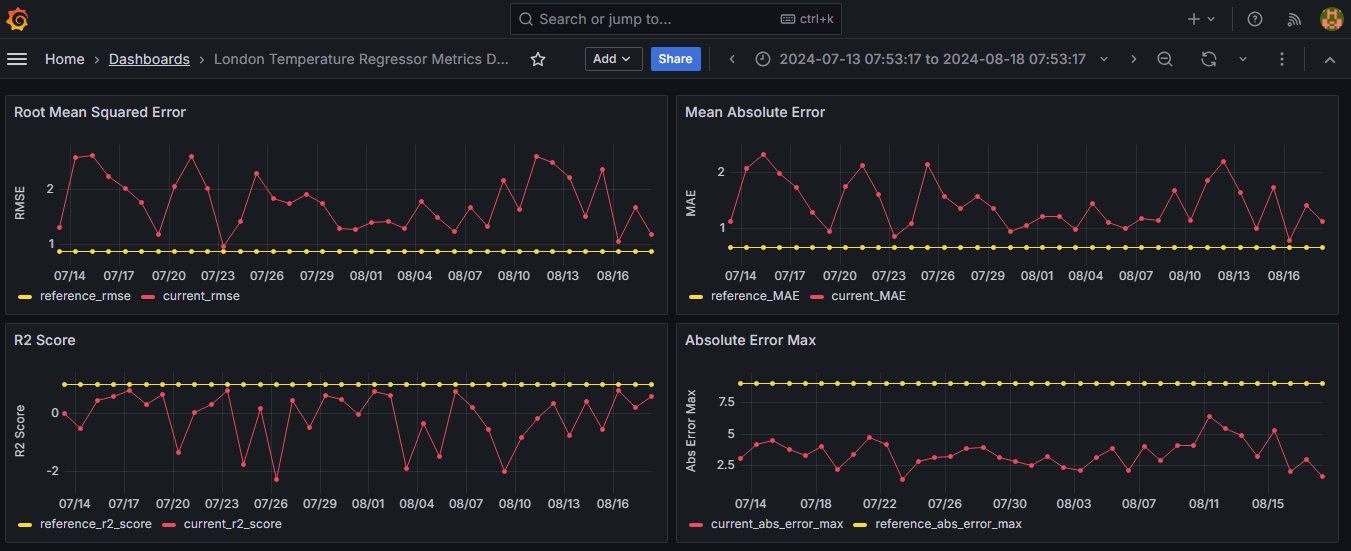 Search or jump to... ctrl+k
Home › Dashboards › London Temperature Regressor Metrics D... Add Share 2024-07-13 07:53:17 to 2024-08-18 07:53:17
Root Mean Squared Error
RMSE
2
1
07/14 07/17 07/20 07/23 07/26 07/29 08/01 08/04 08/07 08/10 08/13 08/16
reference_rmse current_rmse
Mean Absolute Error
MAE
2
1
07/14 07/17 07/20 07/23 07/26 07/29 08/01 08/04 08/07 08/10 08/13 08/16
reference_MAE current_MAE
R2 Score
R2 Score
0
-2
07/14 07/17 07/20 07/23 07/26 07/29 08/01 08/04 08/07 08/10 08/13 08/16
reference_r2_score current_r2_score
Absolute Error Max
Abs Error Max
7.5
5
2.5
07/14 07/18 07/22 07/26 07/30 08/03 08/07 08/11 08/15
current_abs_error_max reference_abs_error_max